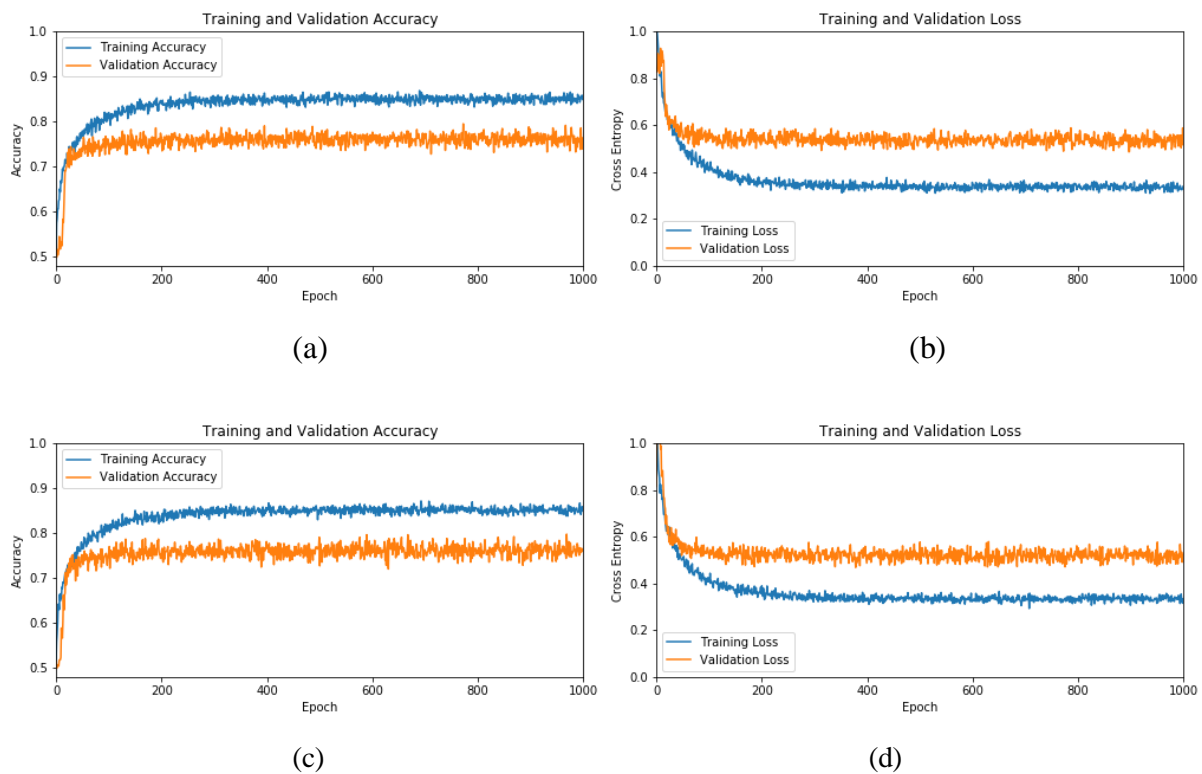 Training and Validation Accuracy
1.0
0.9
0.8
0.7
0.6
0.5
Accuracy
Training Accuracy
Validation Accuracy
0 200 400 600 800 1000
Epoch
(a)
Training and Validation Loss
1.0
0.8
0.6
0.4
0.2
0.0
Cross Entropy
Training Loss
Validation Loss
0 200 400 600 800 1000
Epoch
(b)
Training and Validation Accuracy
1.0
0.9
0.8
0.7
0.6
0.5
Accuracy
Training Accuracy
Validation Accuracy
0 200 400 600 800 1000
Epoch
(c)
Training and Validation Loss
1.0
0.8
0.6
0.4
0.2
0.0
Cross Entropy
Training Loss
Validation Loss
0 200 400 600 800 1000
Epoch
(d)